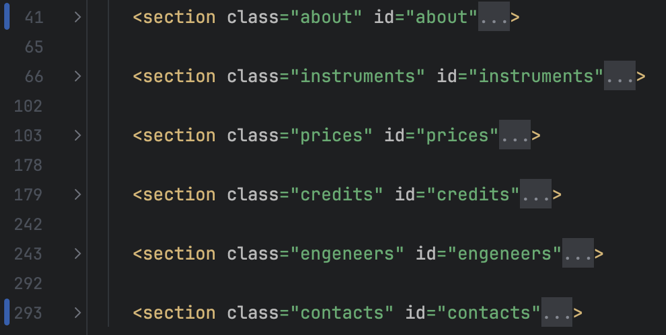 41 <section class="about" id="about"...>
65
66 <section class="instruments" id="instruments"...>
102
103 <section class="prices" id="prices"...>
178
179 <section class="credits" id="credits"...>
242
243 <section class="engeneers" id="engeneers"...>
292
293 <section class="contacts" id="contacts"...>